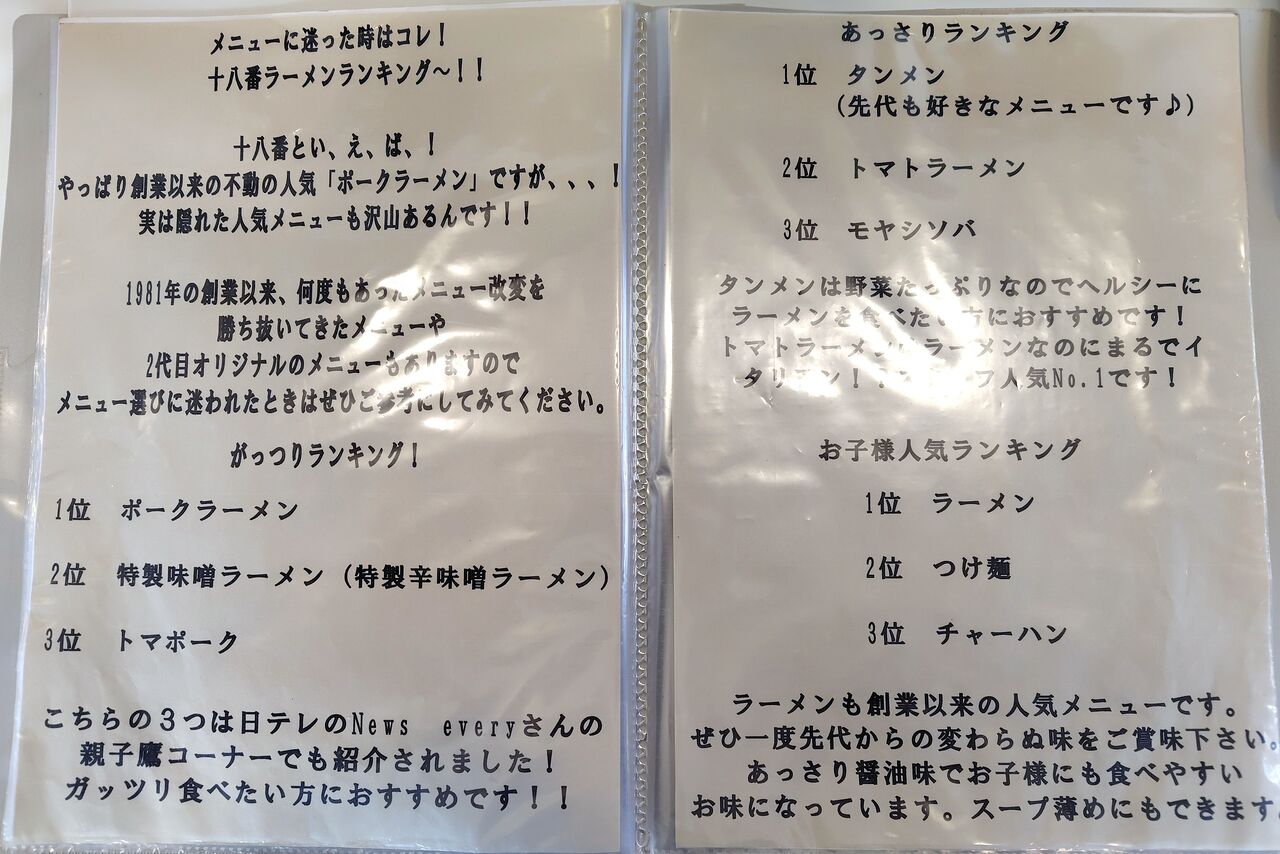 メニューに迷った時はコレ！
十八番ラーメンランキング～！！
十八番とい、え、ば、！
やっぱり創業以来の不動の人気「ポークラーメン」ですが、、、！
実は隠れた人気メニューも沢山あるんです！！
1981年の創業以来、何度もあったメニュー改変を
勝ち抜いてきたメニューや
2代目オリジナルのメニューもありますので
メニュー選びに迷われたときはぜひご参考にしてみてください。
がっつりランキング！
1位　ポークラーメン
2位　特製味噌ラーメン（特製辛味噌ラーメン）
3位　トマポーク
こちらの３つは日テレのNews　everyさんの
親子鷹コーナーでも紹介されました！
ガッツリ食べたい方におすすめです！！
あっさりランキング
1位　タンメン
（先代も好きなメニューです♪）
2位　トマトラーメン
3位　モヤシソバ
タンメンは野菜たっぷりなのでヘルシーに
ラーメンを食べたい方におすすめです！
トマトラーメンはラーメンなのにまるでイ
タリアン！！スタッフ人気No.1です！
お子様人気ランキング
1位　ラーメン
2位　つけ麺
3位　チャーハン
ラーメンも創業以来の人気メニューです。
ぜひ一度先代からの変わらぬ味をご賞味下さい。
あっさり醤油味でお子様にも食べやすい
お味になっています。スープ薄めにもできます。